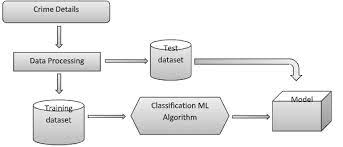 Crime Details
Test
dataset
Data Processing
Training
dataset
Classification ML
Algorithm
Model